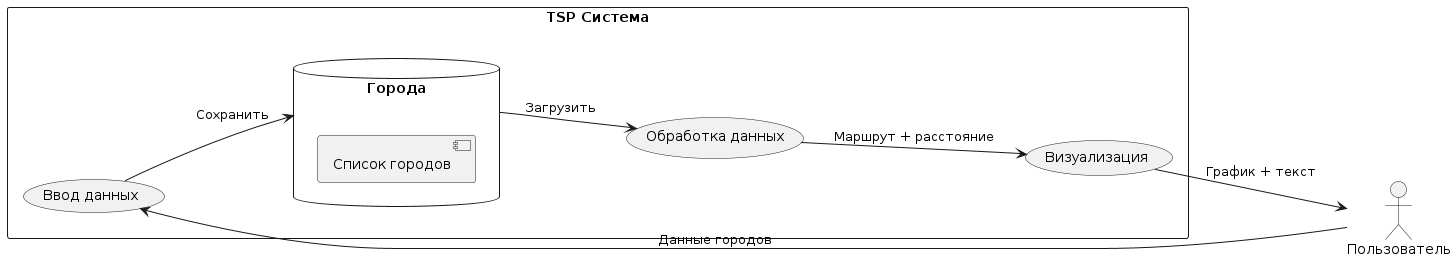 TSP Система
Города
Сохранить
Загрузить
Обработка данных
Маршрут + расстояние
Визуализация
Список городов
График + текст
Ввод данных
Данные городов
Пользователь